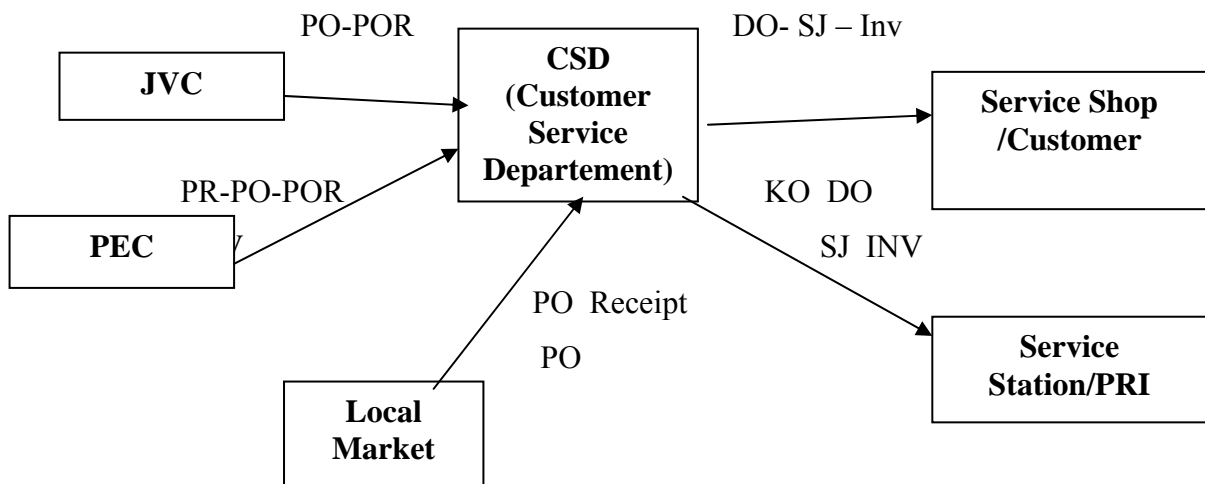 PO-POR
DO- SJ – Inv
JVC
CSD
(Customer
Service
Departement)
Service Shop
/Customer
PR-PO-POR
KO DO
PEC
SJ INV
PO Receipt
PO
Service
Station/PRI
Local
Market